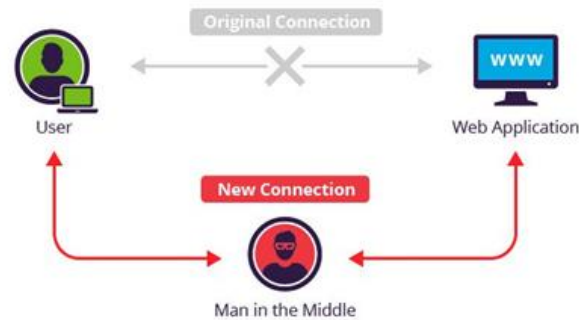 Original Connection
www
User
Web Application
New Connection
Man in the Middle